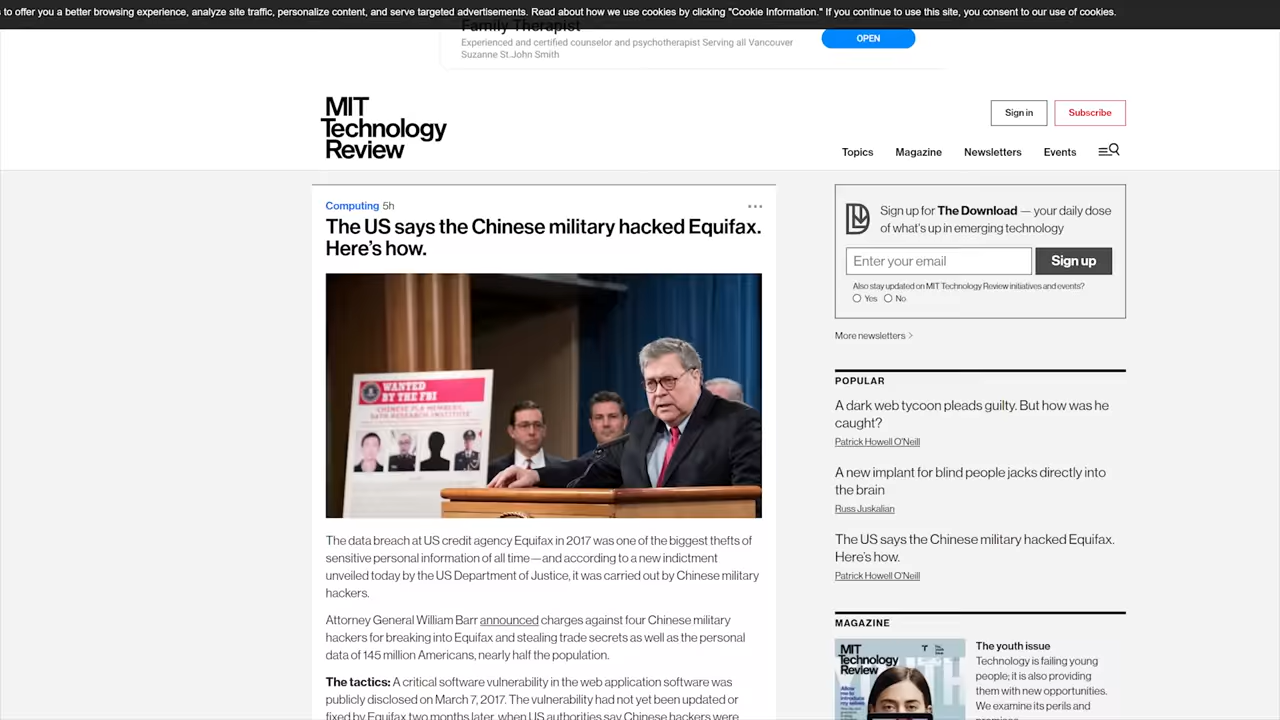 to offer you a better browsing experience, analyze site traffic, personalize content, and serve targeted advertisements. Read about how we use cookies by clicking "Cookie Information." If you continue to use this site, you consent to our use of cookies.
Family Therapist
Experienced and certified counselor and psychotherapist Serving all Vancouver
Suzanne St.John Smith
OPEN
MIT
Technology
Review
Sign in
Subscribe
Topics
Magazine
Newsletters
Events
Computing 5h
The US says the Chinese military hacked Equifax.
Here's how.
WANTED
BY THE FBI
CHINESE PLA MEMBERS,
54TH RESEARCH INSTITUTE
The data breach at US credit agency Equifax in 2017 was one of the biggest thefts of
sensitive personal information of all time—and according to a new indictment
unveiled today by the US Department of Justice, it was carried out by Chinese military
hackers.
Attorney General William Barr announced charges against four Chinese military
hackers for breaking into Equifax and stealing trade secrets as well as the personal
data of 145 million Americans, nearly half the population.
The tactics: A critical software vulnerability in the web application software was
publicly disclosed on March 7, 2017. The vulnerability had not yet been updated or
fixed by Equifax two months later, when US authorities say Chinese hackers were
Sign up for The Download — your daily dose
of what's up in emerging technology
Enter your email
Sign up
Also stay updated on MIT Technology Review initiatives and events?
Yes No
More newsletters
POPULAR
A dark web tycoon pleads guilty. But how was he
caught?
Patrick Howell O'Neill
A new implant for blind people jacks directly into
the brain
Russ Juskalian
The US says the Chinese military hacked Equifax.
Here's how.
Patrick Howell O'Neill
MAGAZINE
MIT
Technology
Review
The youth issue
Technology is failing young
people; it is also providing
them with new opportunities.
We examine its perils and